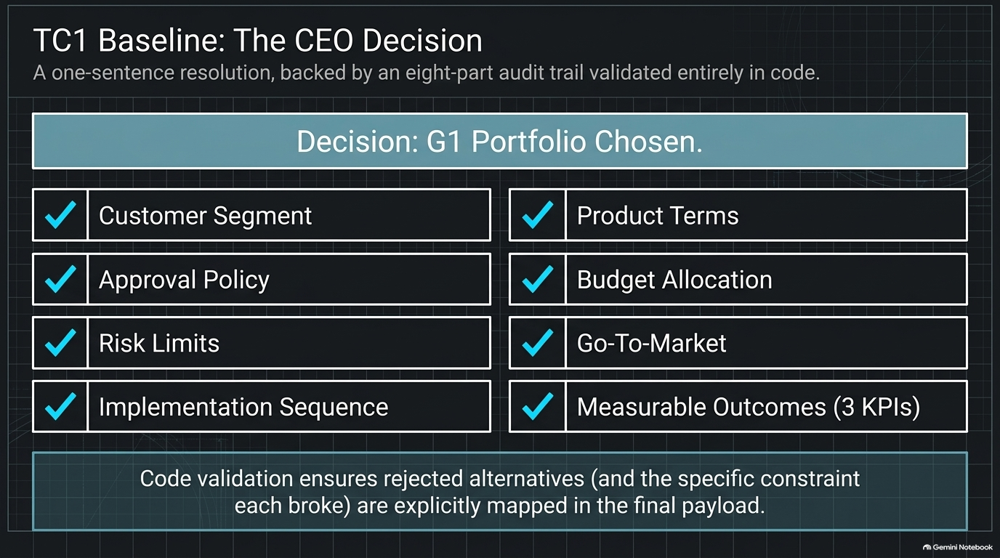 TC1 Baseline: The CEO Decision
A one-sentence resolution, backed by an eight-part audit trail validated entirely in code.
Decision: G1 Portfolio Chosen.
Customer Segment
Product Terms
Approval Policy
Budget Allocation
Risk Limits
Go-To-Market
Implementation Sequence
Measurable Outcomes (3 KPIs)
Code validation ensures rejected alternatives (and the specific constraint
each broke) are explicitly mapped in the final payload.
Gemini Notebook